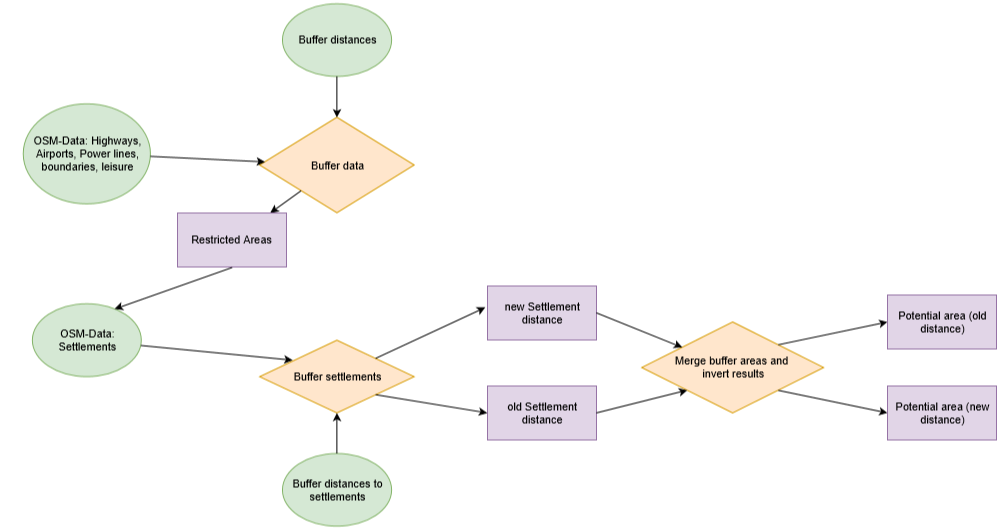 Buffer distances
OSM-Data: Highways,
Airports, Power lines,
boundaries, leisure
Buffer data
Restricted Areas
OSM-Data:
Settlements
Buffer settlements
Buffer distances to
settlements
new Settlement
distance
old Settlement
distance
Merge buffer areas and
invert results
Potential area (old
distance)
Potential area (new
distance)